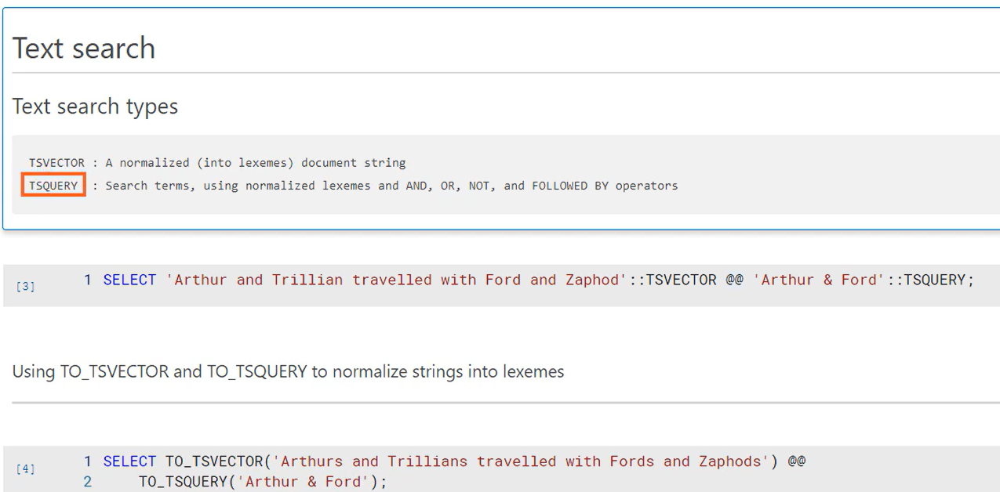 Text search
Text search types
TSVECTOR : A normalized (into lexemes) document string
TSQUERY : Search terms, using normalized lexemes and AND, OR, NOT, and FOLLOWED BY operators
[3] 1 SELECT 'Arthur and Trillian travelled with Ford and Zaphod'::TSVECTOR @@ 'Arthur & Ford'::TSQUERY;
Using TO_TSVECTOR and TO_TSQUERY to normalize strings into lexemes
[4] 1 SELECT TO_TSVECTOR('Arthurs and Trillians travelled with Fords and Zaphods') @@
2 TO_TSQUERY('Arthur & Ford');